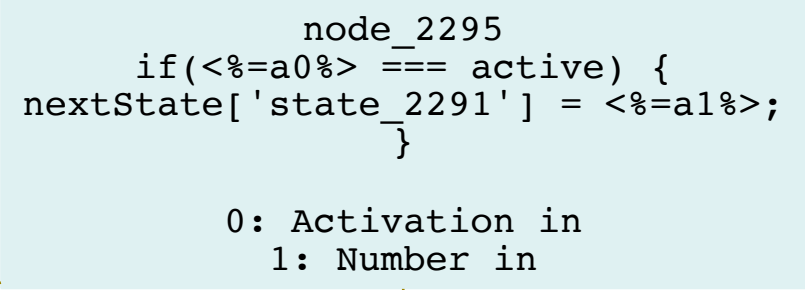 node_2295
if(<%=a0%> === active) {
nextState['state_2291'] = <%=a1%>;
}
0: Activation in
1: Number in